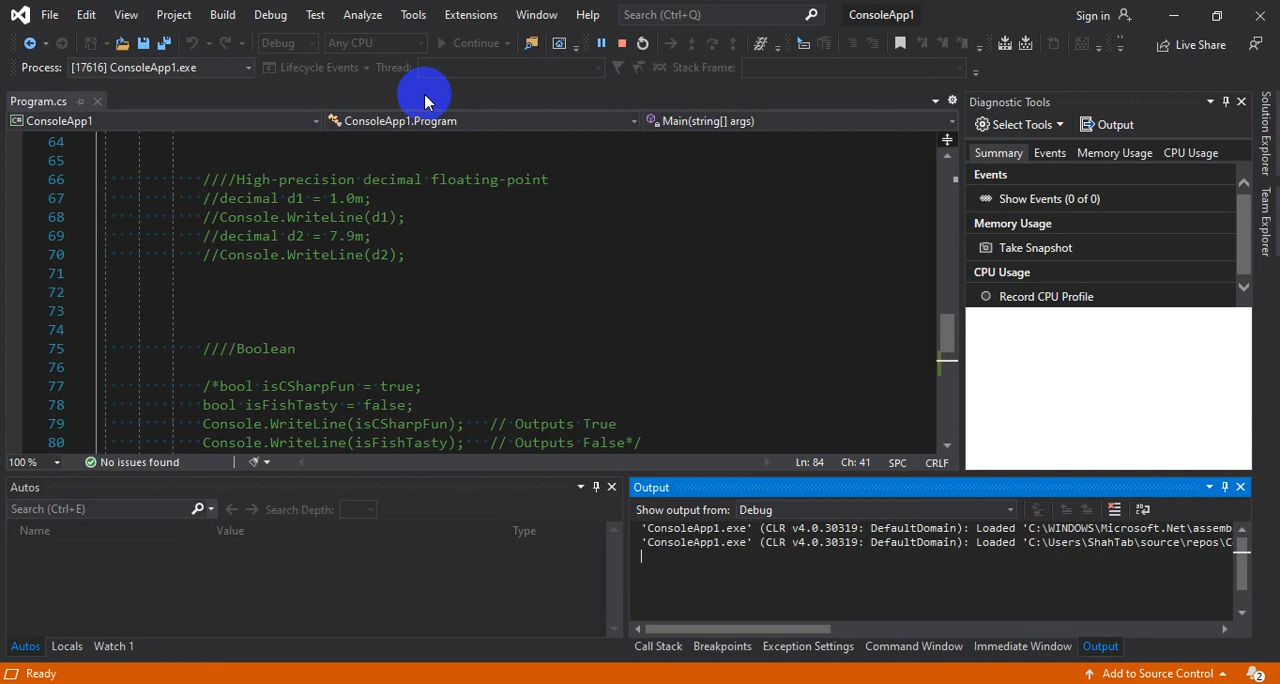 File Edit View Project Build Debug Test Analyze Tools Extensions Window Help Search (Ctrl+Q) ConsoleApp1 Sign in
Debug Any CPU Continue Live Share
Process: [17616] ConsoleApp1.exe Lifecycle Events Thread: Stack Frame:
Program.cs
ConsoleApp1 ConsoleApp1.Program Main(string[] args)
64
65
66 ////High-precision decimal floating-point
67 //decimal d1 = 1.0m;
68 //Console.WriteLine(d1);
69 //decimal d2 = 7.9m;
70 //Console.WriteLine(d2);
71
72
73
74
75 ////Boolean
76
77 /*bool isCSharpFun = true;
78 bool isFishTasty = false;
79 Console.WriteLine(isCSharpFun); // Outputs True
80 Console.WriteLine(isFishTasty); // Outputs False*/
100 % No issues found Ln: 84 Ch: 41 SPC CRLF
Diagnostic Tools
Select Tools Output
Summary Events Memory Usage CPU Usage
Events
Show Events (0 of 0)
Memory Usage
Take Snapshot
CPU Usage
Record CPU Profile
Solution Explorer
Team Explorer
Autos
Search (Ctrl+E) Search Depth:
Name Value Type
Autos Locals Watch 1
Output
Show output from: Debug
'ConsoleApp1.exe' (CLR v4.0.30319: DefaultDomain): Loaded 'C:\WINDOWS\Microsoft.Net\assemb
'ConsoleApp1.exe' (CLR v4.0.30319: DefaultDomain): Loaded 'C:\Users\ShahTab\source\repos\C
Call Stack Breakpoints Exception Settings Command Window Immediate Window Output
Ready Add to Source Control 2